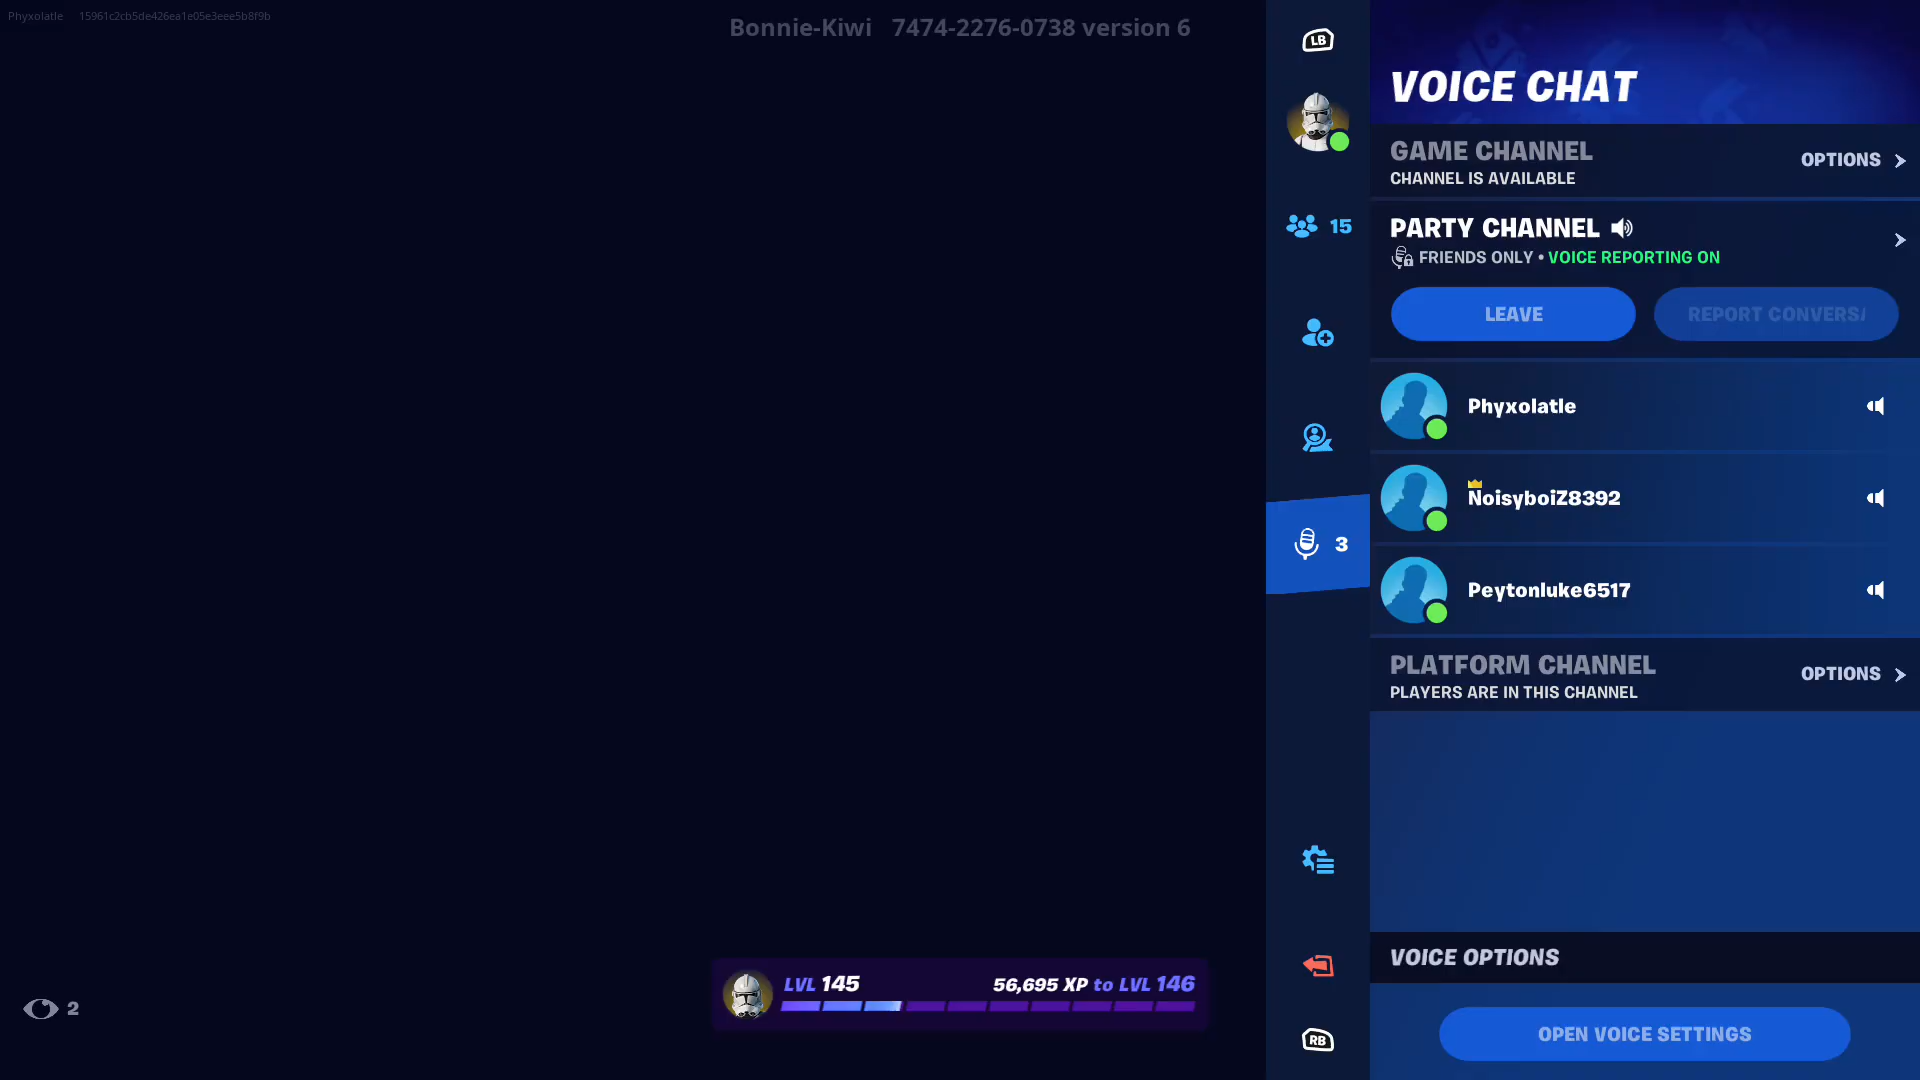 Phyxolatle 15961c2cb5de426ea1e05e3eee5b8f9b
Bonnie-Kiwi 7474-2276-0738 version 6
LB
15
3
RB
VOICE CHAT
GAME CHANNEL
CHANNEL IS AVAILABLE
OPTIONS
PARTY CHANNEL
FRIENDS ONLY • VOICE REPORTING ON
LEAVE
REPORT CONVERSA
Phyxolatle
NoisyboiZ8392
Peytonluke6517
PLATFORM CHANNEL
PLAYERS ARE IN THIS CHANNEL
OPTIONS
VOICE OPTIONS
OPEN VOICE SETTINGS
LVL 145
56,695 XP to LVL 146
2